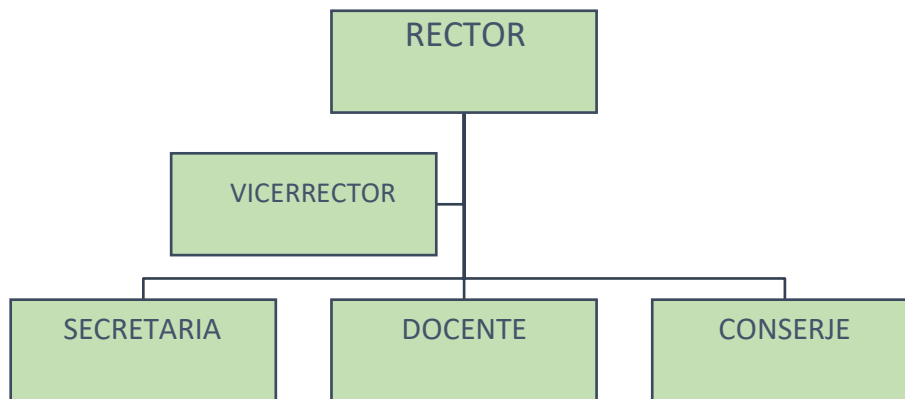 RECTOR
VICERRECTOR
SECRETARIA
DOCENTE
CONSERJE